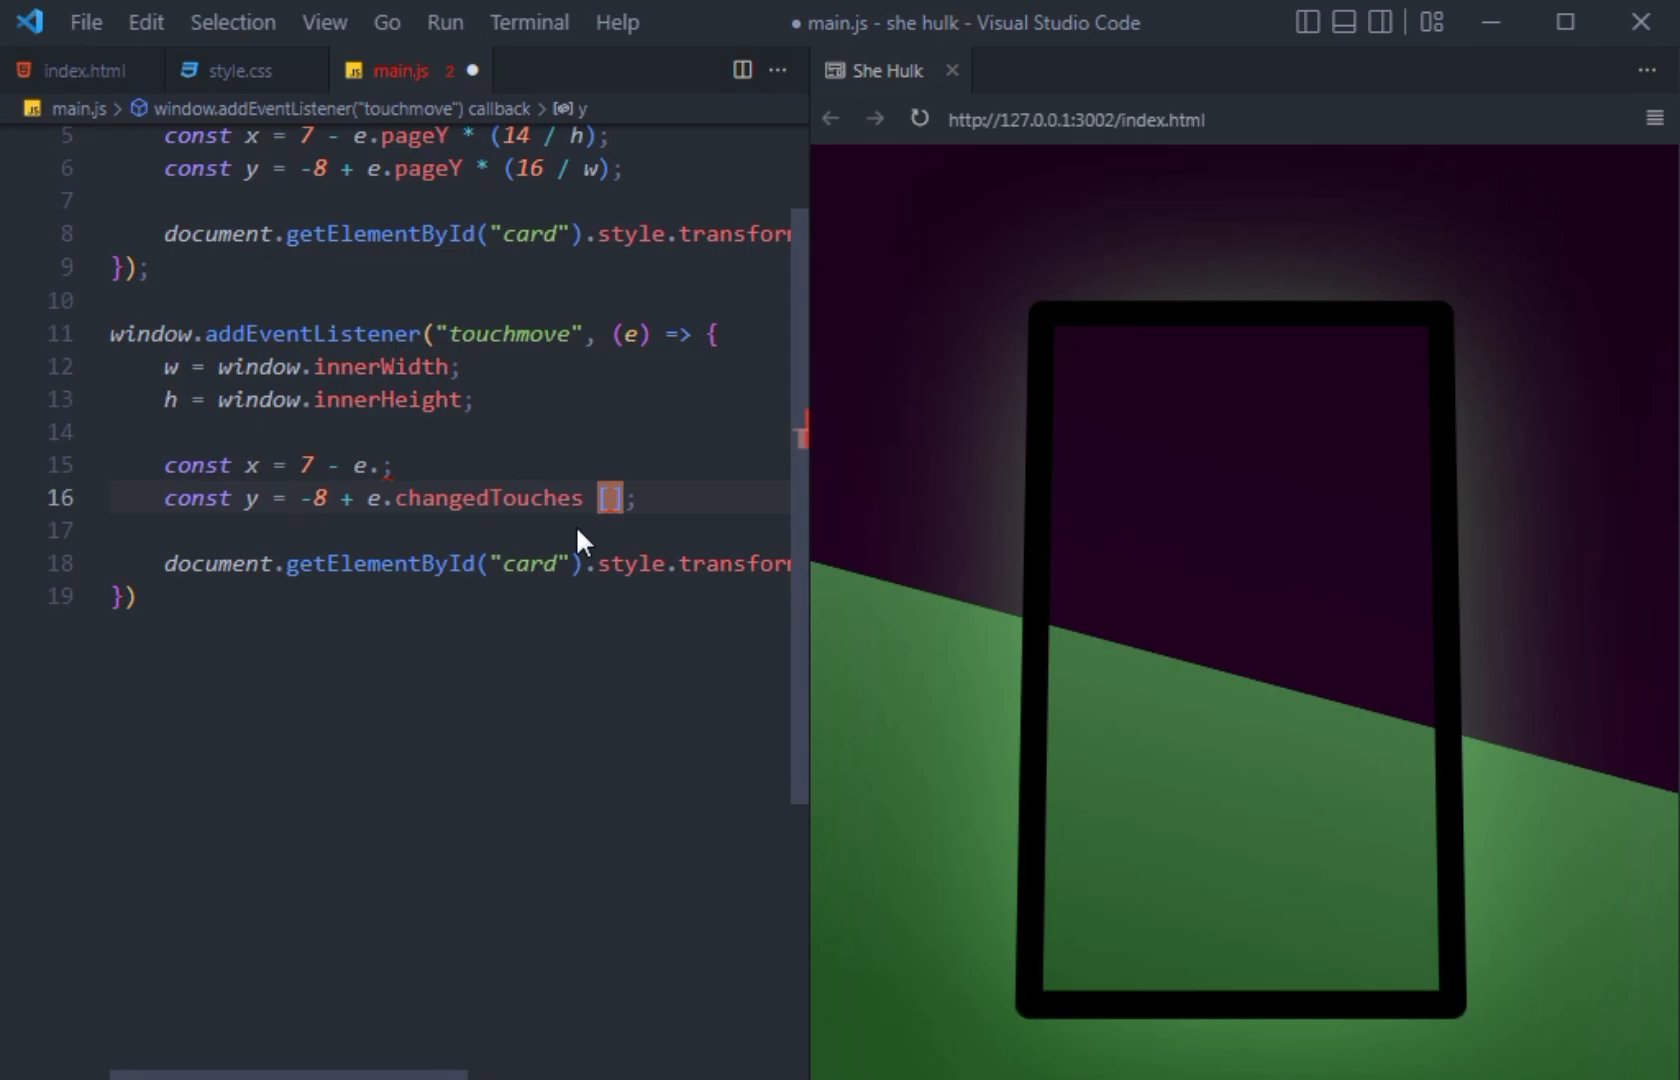 File Edit Selection View Go Run Terminal Help ● main.js - she hulk - Visual Studio Code
index.html style.css JS main.js 2 ● She Hulk
JS main.js > window.addEventListener("touchmove") callback > y
http://127.0.0.1:3002/index.html
5 const x = 7 - e.pageY * (14 / h);
6 const y = -8 + e.pageY * (16 / w);
7
8 document.getElementById("card").style.transform
9 });
10
11 window.addEventListener("touchmove", (e) => {
12 w = window.innerWidth;
13 h = window.innerHeight;
14
15 const x = 7 - e.;
16 const y = -8 + e.changedTouches [];
17
18 document.getElementById("card").style.transform
19 })